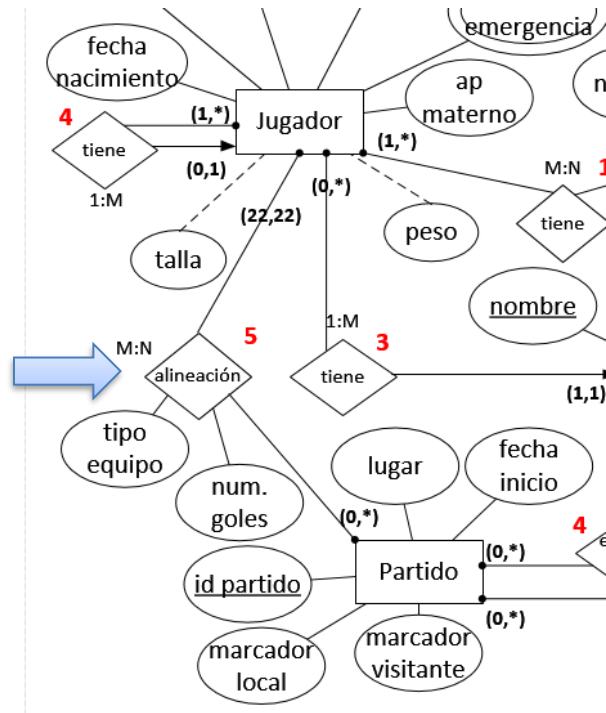 emergencia
fecha
nacimiento
ap
materno
n
4
(1,*)
Jugador
(1,*)
tiene
(0,1)
(0,*)
M:N
1
1:M
(22,22)
tiene
talla
peso
nombre
1:M
M:N
5
3
alineación
tiene
(1,1)
tipo
equipo
lugar
fecha
inicio
num.
goles
(0,*)
4
e
(0,*)
Partido
id partido
(0,*)
marcador
local
marcador
visitante